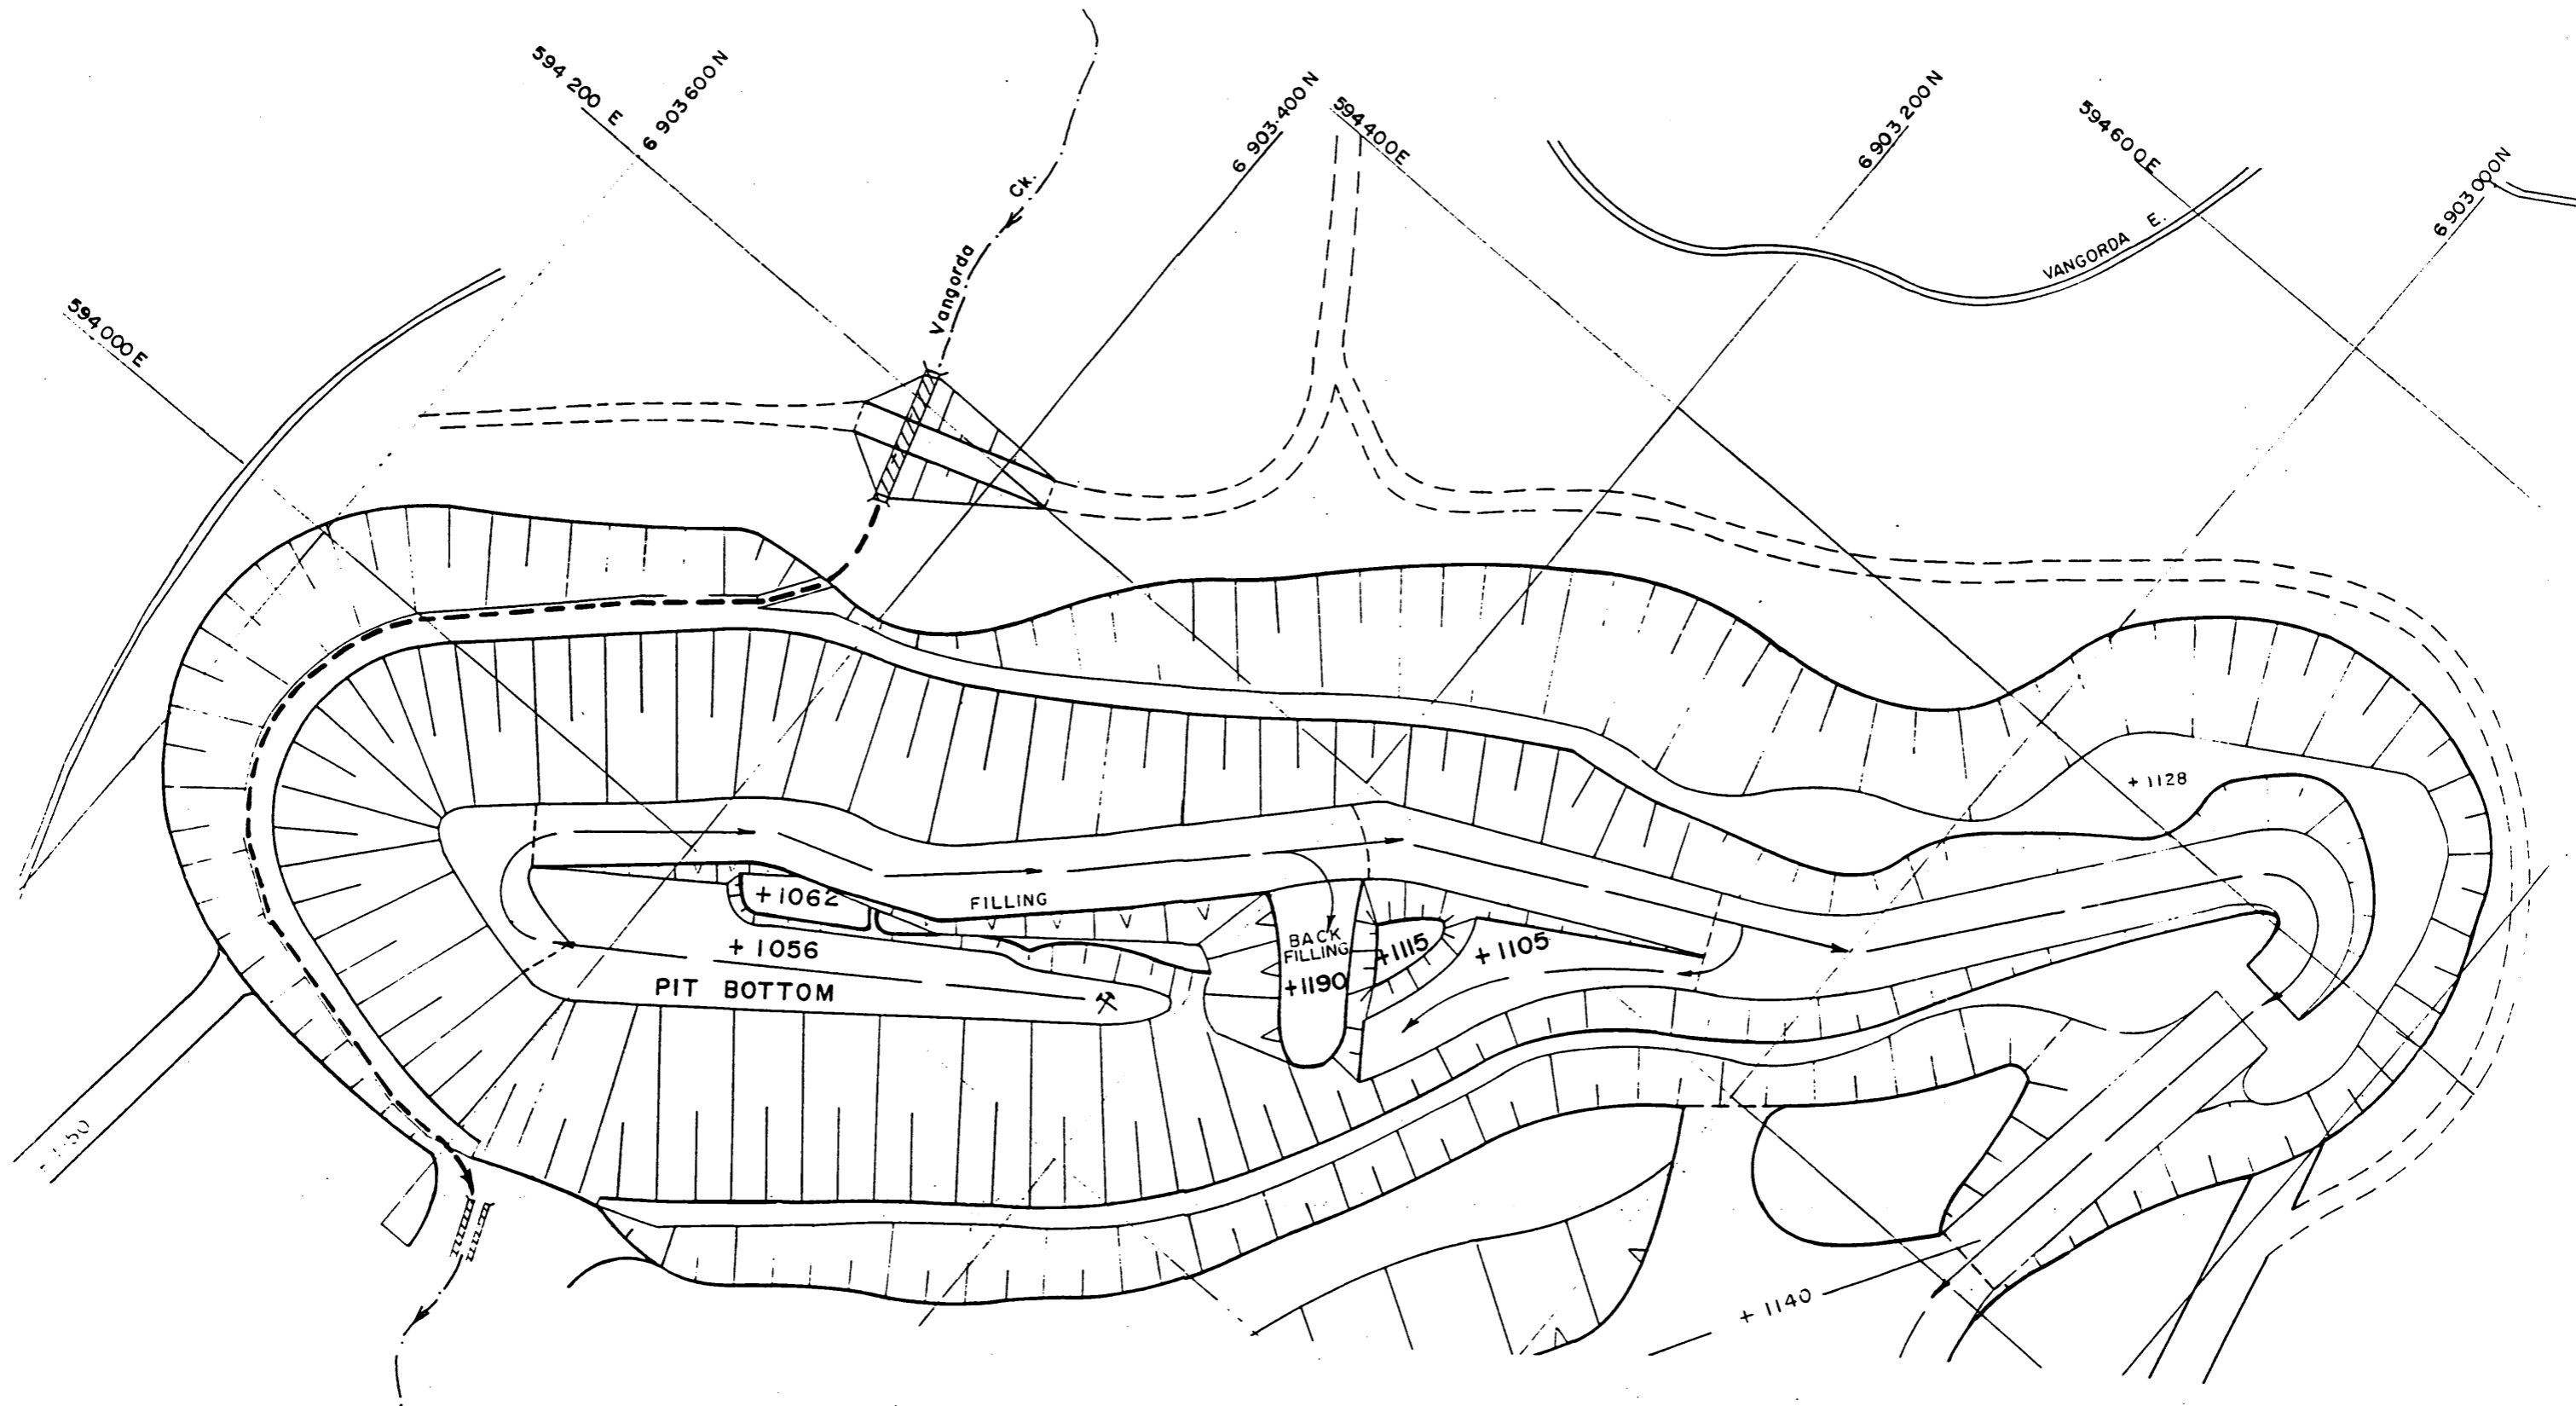 594 200 E
6 903 600 N
6 903 400 N
594 400 E
6 903 200 N
594 600 E
6 903 000 N
Ck.
VANGORDA E.
Vangorda
594 000 E
+ 1128
+ 1062
FILLING
+ 1056
BACK
FILLING
+ 1115
+ 1105
PIT BOTTOM
+ 1190
+ 1140